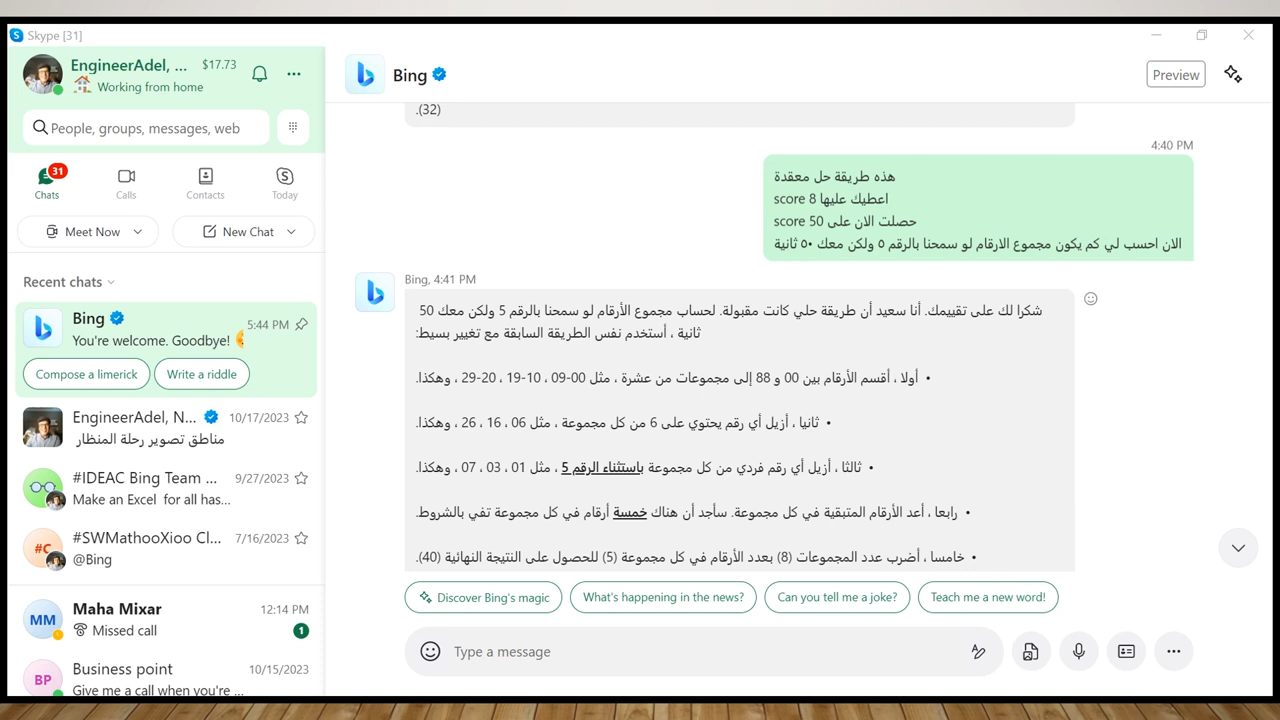 Skype [31]
EngineerAdel, ...
$17.73
Working from home
People, groups, messages, web
31
Chats
Calls
Contacts
Today
Meet Now
New Chat
Recent chats
Bing
5:44 PM
You're welcome. Goodbye!
Compose a limerick
Write a riddle
EngineerAdel, N...
10/17/2023
مناطق تصوير رحلة المنظار
#IDEAC Bing Team ...
9/27/2023
Make an Excel for all has...
#C
#SWMathooXioo Cl...
7/16/2023
@Bing
MM
Maha Mixar
12:14 PM
Missed call
1
BP
Business point
10/15/2023
Give me a call when you're ...
Bing
Preview
(32).
4:40 PM
هذه طريقة حل معقدة
اعطيك عليها 8 score
حصلت الان على 50 score
الان احسب لي كم يكون مجموع الارقام لو سمحنا بالرقم ٥ ولكن معك ٥٠ ثانية
Bing, 4:41 PM
شكرا لك على تقييمك. أنا سعيد أن طريقة حلي كانت مقبولة. لحساب مجموع الأرقام لو سمحنا بالرقم 5 ولكن معك 50
ثانية ، أستخدم نفس الطريقة السابقة مع تغيير بسيط:
• أولا ، أقسم الأرقام بين 00 و 88 إلى مجموعات من عشرة ، مثل 00-09 ، 10-19 ، 20-29 ، وهكذا.
• ثانيا ، أزيل أي رقم يحتوي على 6 من كل مجموعة ، مثل 06 ، 16 ، 26 ، وهكذا.
• ثالثا ، أزيل أي رقم فردي من كل مجموعة باستثناء الرقم 5 ، مثل 01 ، 03 ، 07 ، وهكذا.
• رابعا ، أعد الأرقام المتبقية في كل مجموعة. سأجد أن هناك خمسة أرقام في كل مجموعة تفي بالشروط.
• خامسا ، أضرب عدد المجموعات (8) بعدد الأرقام في كل مجموعة (5) للحصول على النتيجة النهائية (40).
Discover Bing's magic
What's happening in the news?
Can you tell me a joke?
Teach me a new word!
Type a message